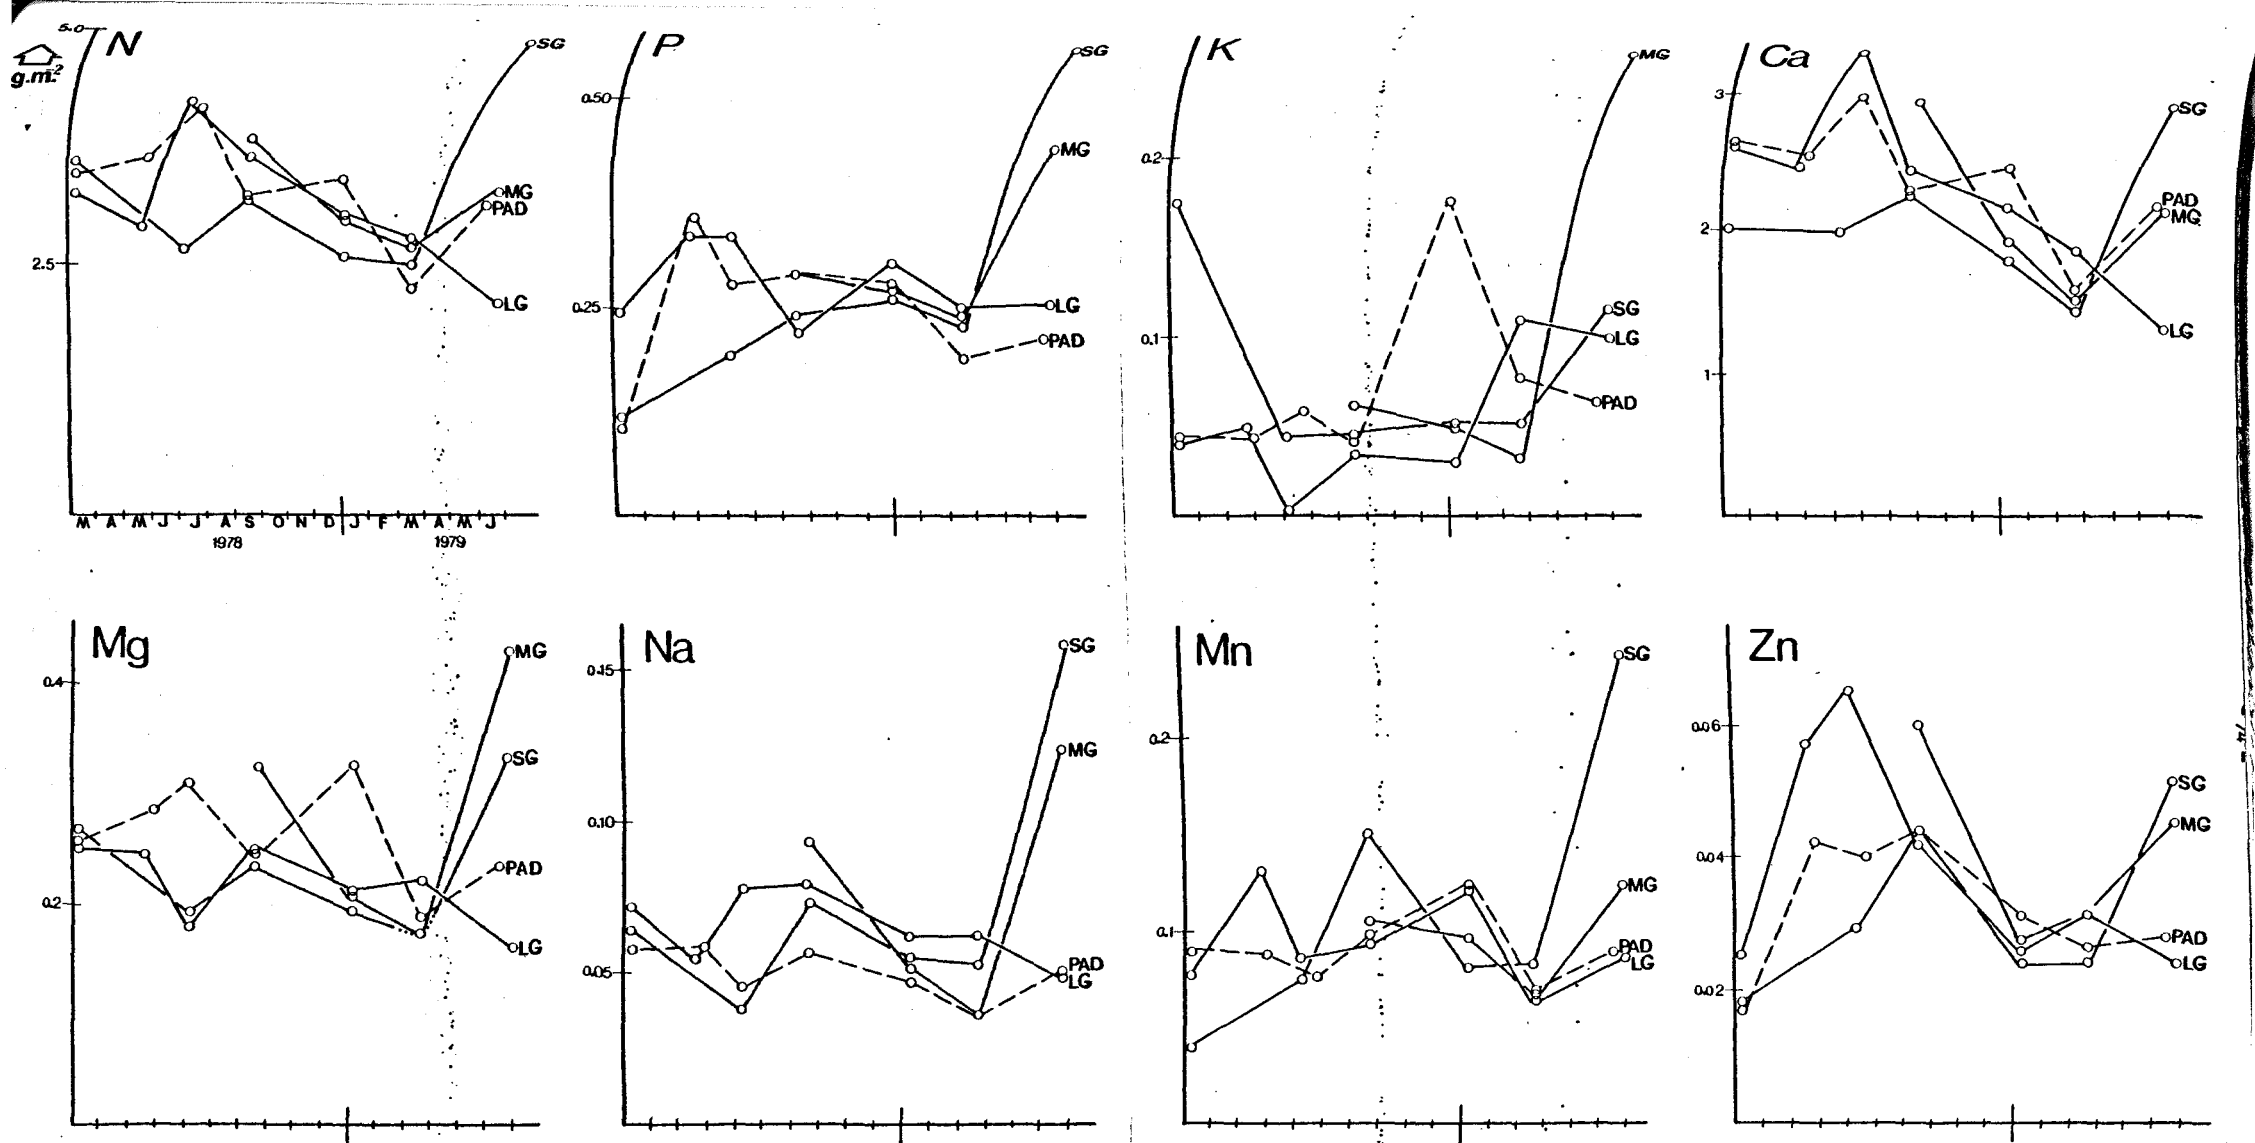 N
5.0
g.m.⁻²
2.5
SG
MG
PAD
LG
M A M J J A S O N D J F M A M J
1978 1979
P
0.50
0.25
SG
MG
LG
PAD
K
0.2
0.1
MG
SG
LG
PAD
Ca
3
2
1
SG
PAD
MG
LG
Mg
0.4
0.2
MG
SG
PAD
LG
Na
0.15
0.10
0.05
SG
MG
PAD
LG
Mn
0.2
0.1
SG
MG
PAD
LG
Zn
0.06
0.04
0.02
SG
MG
PAD
LG